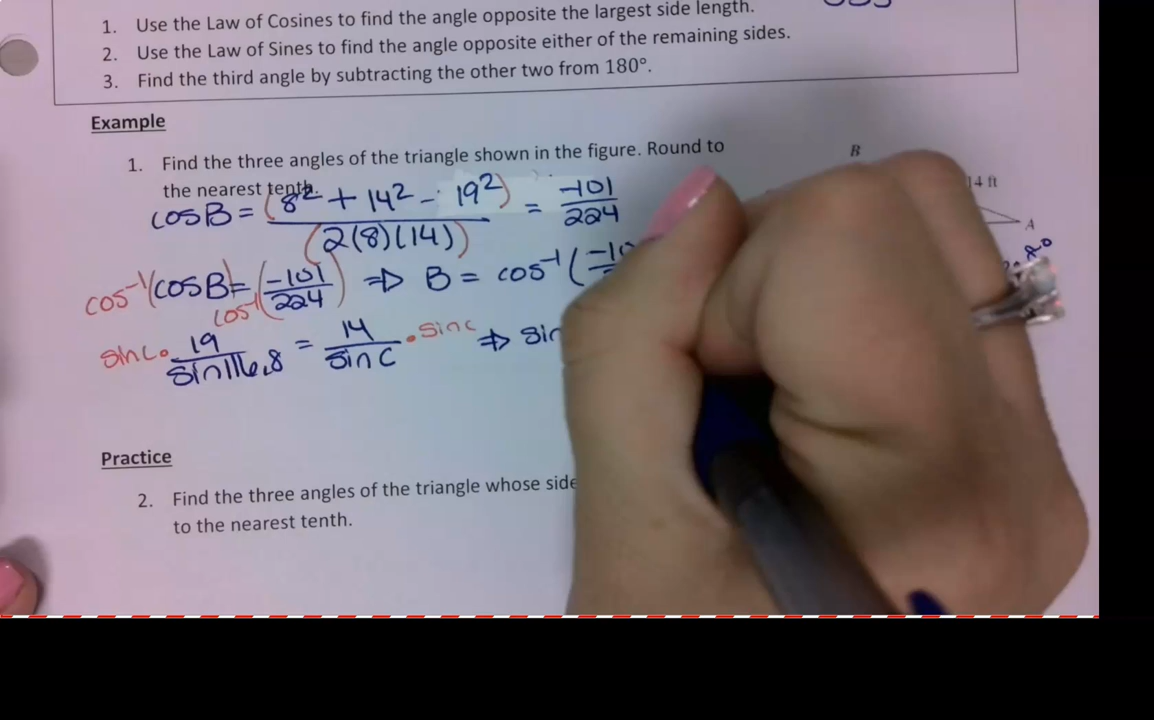 1. Use the Law of Cosines to find the angle opposite the largest side length.
2. Use the Law of Sines to find the angle opposite either of the remaining sides.
3. Find the third angle by subtracting the other two from 180°.
Example
1. Find the three angles of the triangle shown in the figure. Round to
the nearest tenth.
B
14 ft
A
cosB = (8² + 14² - 19²) / (2(8)(14)) = -101/224
cos⁻¹(cosB) = cos⁻¹(-101/224) ⇒ B = cos⁻¹(-10
sinC · 19/sin116.8 = 14/sinC · sinC ⇒ sin
Practice
2. Find the three angles of the triangle whose side
to the nearest tenth.